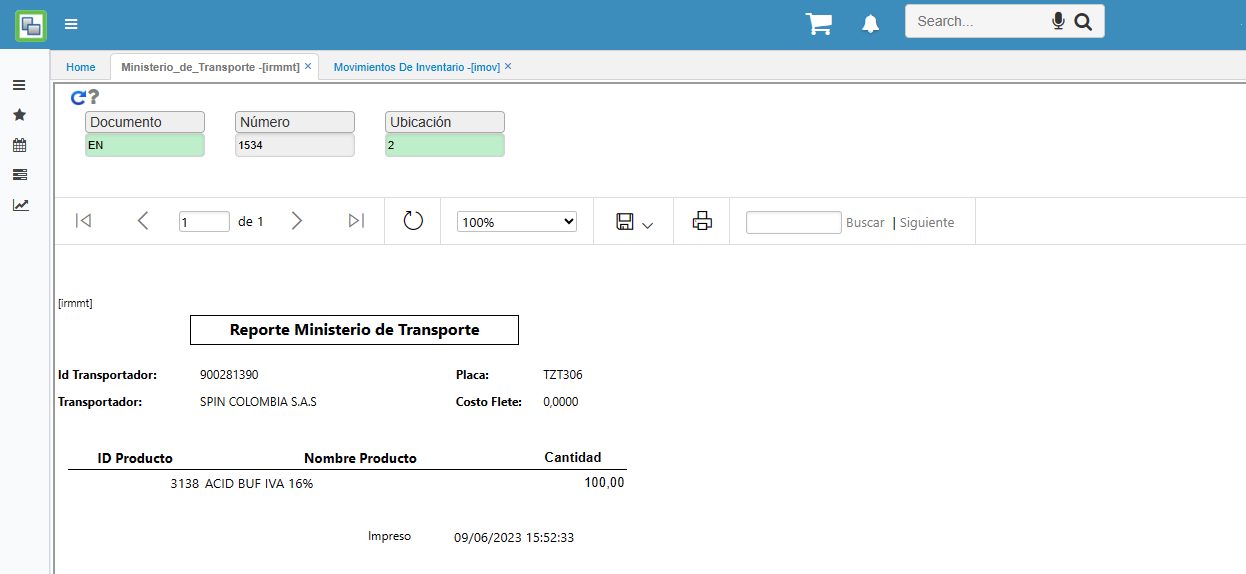 Search...
Home Ministerio_de_Transporte -[irmmt] × Movimientos De Inventario -[imov] ×
?
Documento Número Ubicación
EN 1534 2
1 de 1 100% Buscar | Siguiente
[irmmt]
Reporte Ministerio de Transporte
Id Transportador: 900281390 Placa: TZT306
Transportador: SPIN COLOMBIA S.A.S Costo Flete: 0,0000
ID Producto Nombre Producto Cantidad
3138 ACID BUF IVA 16% 100,00
Impreso 09/06/2023 15:52:33